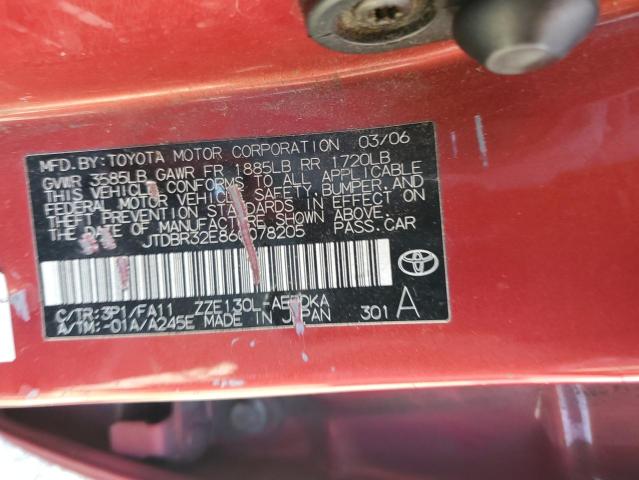 MFD.BY:TOYOTA MOTOR CORPORATION 03/06
GVWR 3585LB GAWR FR 1885LB RR 1720LB
THIS VEHICLE CONFORMS TO ALL APPLICABLE
FEDERAL MOTOR VEHICLE SAFETY, BUMPER, AND
THEFT PREVENTION STANDARDS IN EFFECT ON
THE DATE OF MANUFACTURE SHOWN ABOVE.
PASS.CAR
C/TR:3P1/FA11
A/TM:-01A/A245E MADE IN JAPAN 301 A